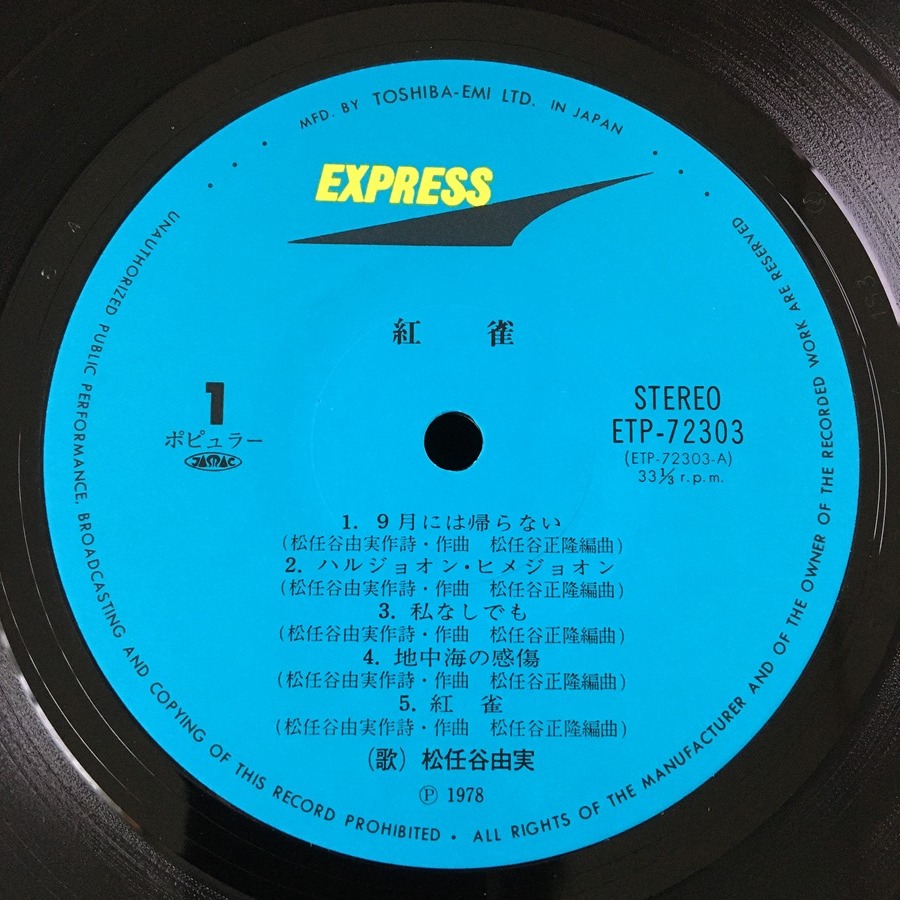 MFD. BY TOSHIBA-EMI LTD. IN JAPAN
EXPRESS
紅 雀
1
ポピュラー
JASRAC
STEREO
ETP-72303
(ETP-72303-A)
33⅓ r.p.m.
1. 9月には帰らない
(松任谷由実作詩・作曲 松任谷正隆編曲)
2. ハルジョオン・ヒメジョオン
(松任谷由実作詩・作曲 松任谷正隆編曲)
3. 私なしでも
(松任谷由実作詩・作曲 松任谷正隆編曲)
4. 地中海の感傷
(松任谷由実作詩・作曲 松任谷正隆編曲)
5. 紅 雀
(松任谷由実作詩・作曲 松任谷正隆編曲)
(歌) 松任谷由実
Ⓟ 1978
UNAUTHORIZED PUBLIC PERFORMANCE, BROADCASTING AND COPYING OF THIS RECORD PROHIBITED • ALL RIGHTS OF THE MANUFACTURER AND OF THE OWNER OF THE RECORDED WORK ARE RESERVED